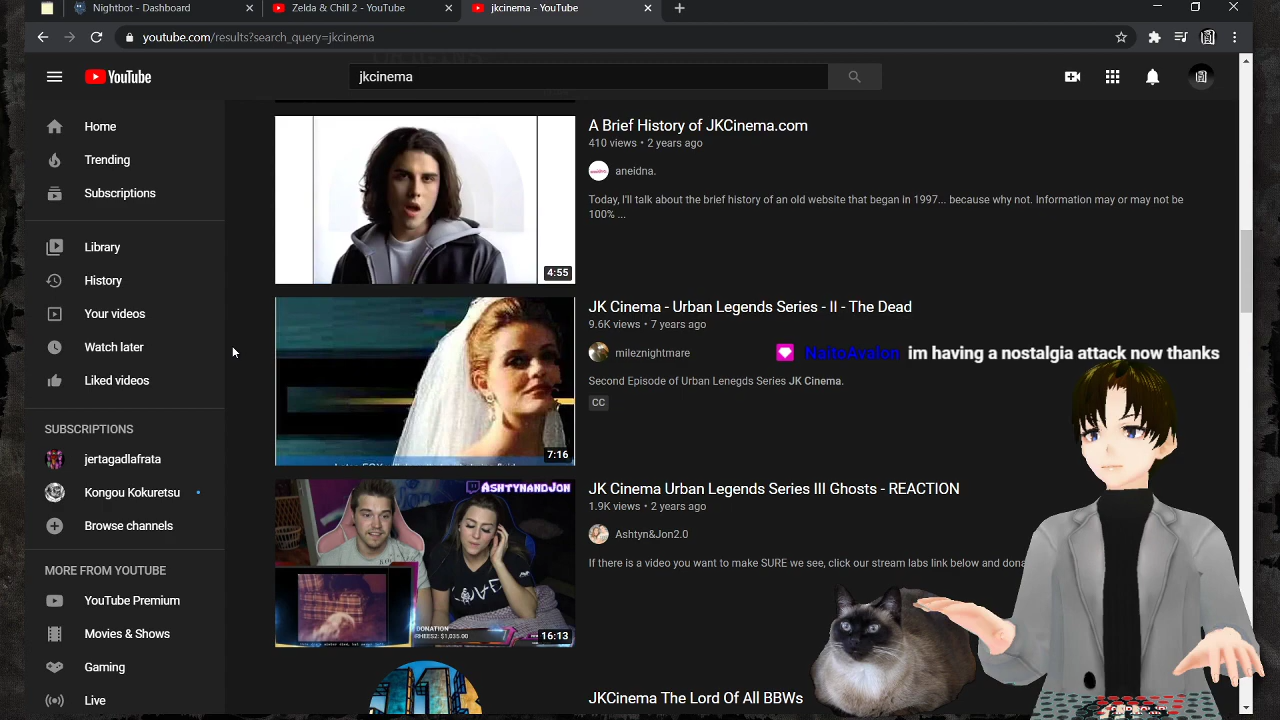 Nightbot - Dashboard
Zelda & Chill 2 - YouTube
jkcinema - YouTube
youtube.com/results?search_query=jkcinema
YouTube
jkcinema
Home
Trending
Subscriptions
Library
History
Your videos
Watch later
Liked videos
SUBSCRIPTIONS
jertagadlafrata
Kongou Kokuretsu
Browse channels
MORE FROM YOUTUBE
YouTube Premium
Movies & Shows
Gaming
Live
4:55
A Brief History of JKCinema.com
410 views • 2 years ago
aneidna.
Today, I'll talk about the brief history of an old website that began in 1997... because why not. Information may or may not be
100% ...
7:16
JK Cinema - Urban Legends Series - II - The Dead
9.6K views • 7 years ago
mileznightmare
Second Episode of Urban Lenegds Series JK Cinema.
CC
NaitoAvalon im having a nostalgia attack now thanks
ASHTYNANDJON
DONATION
RHEES2: $1,035.00
16:13
JK Cinema Urban Legends Series III Ghosts - REACTION
1.9K views • 2 years ago
Ashtyn&Jon2.0
If there is a video you want to make SURE we see, click our stream labs link below and dona
JKCinema The Lord Of All BBWs